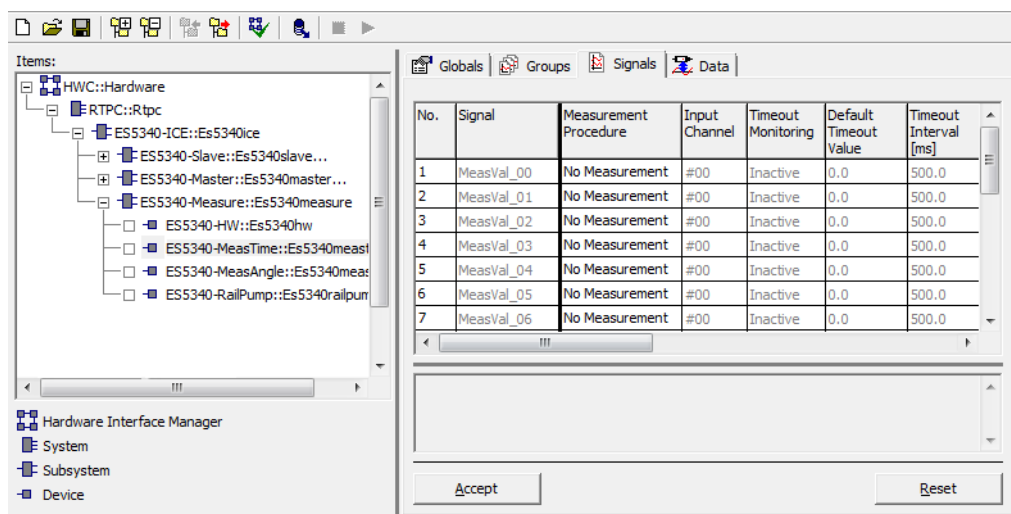 Items:
HWC::Hardware
RTPC::Rtpc
ES5340-ICE::Es5340ice
ES5340-Slave::Es5340slave...
ES5340-Master::Es5340master...
ES5340-Measure::Es5340measure
ES5340-HW::Es5340hw
ES5340-MeasTime::Es5340meast
ES5340-MeasAngle::Es5340meas
ES5340-RailPump::Es5340railpum
Hardware Interface Manager
System
Subsystem
Device
Globals Groups Signals Data
No. Signal Measurement Procedure Input Channel Timeout Monitoring Default Timeout Value Timeout Interval [ms]
1 MeasVal_00 No Measurement #00 Inactive 0.0 500.0
2 MeasVal_01 No Measurement #00 Inactive 0.0 500.0
3 MeasVal_02 No Measurement #00 Inactive 0.0 500.0
4 MeasVal_03 No Measurement #00 Inactive 0.0 500.0
5 MeasVal_04 No Measurement #00 Inactive 0.0 500.0
6 MeasVal_05 No Measurement #00 Inactive 0.0 500.0
7 MeasVal_06 No Measurement #00 Inactive 0.0 500.0
Accept Reset